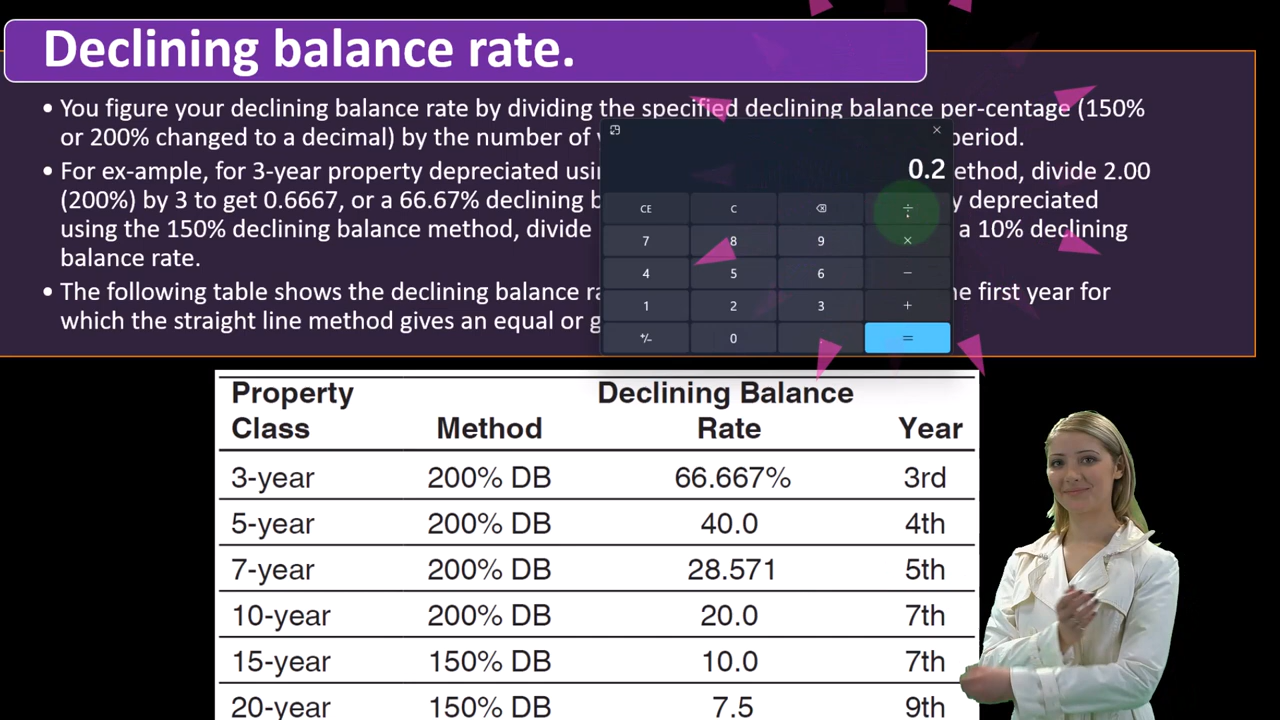 Declining balance rate.
• You figure your declining balance rate by dividing the specified declining balance per-centage (150%
or 200% changed to a decimal) by the number of period.
• For ex-ample, for 3-year property depreciated ethod, divide 2.00
(200%) by 3 to get 0.6667, or a 66.67% declining depreciated
using the 150% declining balance method, divide a 10% declining
balance rate.
• The following table shows the declining balance first year for
which the straight line method gives an equal or
0.2
CE C ÷
7 8 9 ×
4 5 6 −
1 2 3 +
+/- 0 . =
Property Declining Balance
Class Method Rate Year
3-year 200% DB 66.667% 3rd
5-year 200% DB 40.0 4th
7-year 200% DB 28.571 5th
10-year 200% DB 20.0 7th
15-year 150% DB 10.0 7th
20-year 150% DB 7.5 9th